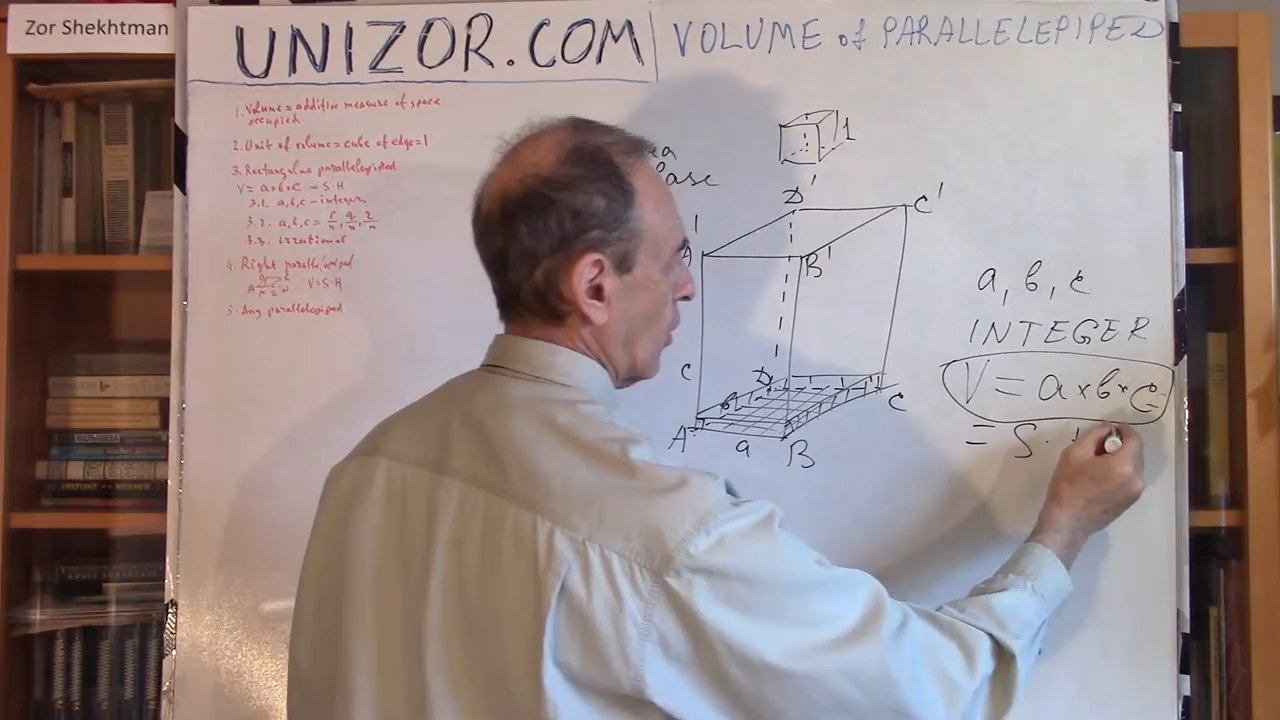 Zor Shekhtman
UNIZOR.COM
VOLUME of PARALLELEPIPED
1. Volume = additive measure of space
occupied
2. Unit of volume = cube of edge = 1
3. Rectangular parallelepiped
V = a×b×c = S·H
3.1. a,b,c – integer
3.2. a,b,c =
3.3. irrational
4. Right parallelepiped
V = S·H
5. Any parallelepiped
1
D'
C'
A'
B'
c
D
b
C
A
a
B
a, b, c
INTEGER
V = a×b×c
= S ·